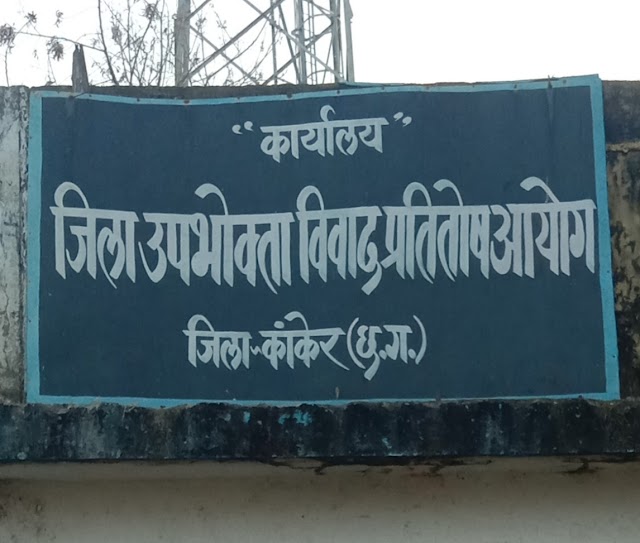 “कार्यालय”
जिला उपभोक्ता विवाद प्रतितोष आयोग
जिला-कांकेर (छ.ग.)